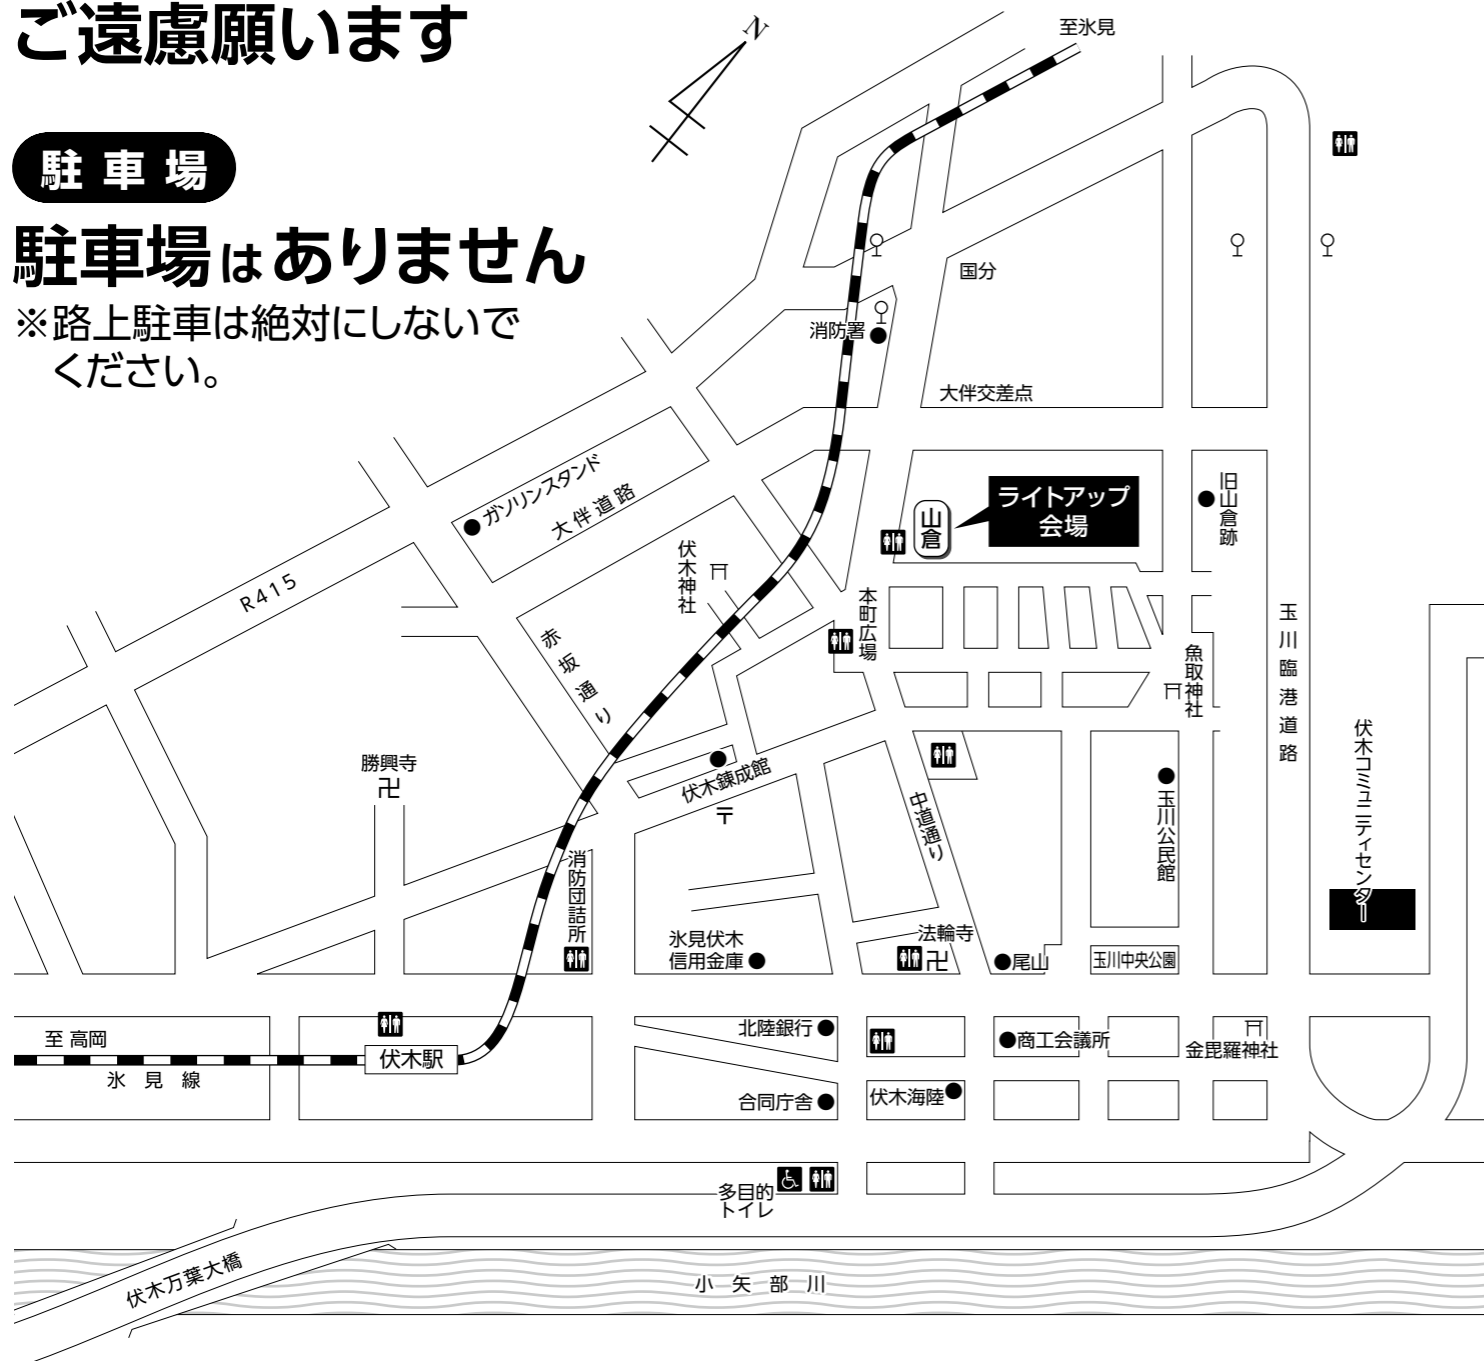 ご遠慮願います
駐車場
駐車場はありません
※路上駐車は絶対にしないで
ください。
N
至氷見
国分
消防署
大伴交差点
ガソリンスタンド
大伴道路
R415
伏木神社
山倉
ライトアップ
会場
旧山倉跡
本町広場
赤坂通り
魚取神社
玉川臨港道路
勝興寺
伏木錬成館
中道通り
玉川公民館
伏木コミュニティセンター
消防団詰所
氷見伏木
信用金庫
法輪寺
尾山
玉川中央公園
至 高岡
伏木駅
氷見線
北陸銀行
商工会議所
金毘羅神社
合同庁舎
伏木海陸
多目的
トイレ
伏木万葉大橋
小矢部川